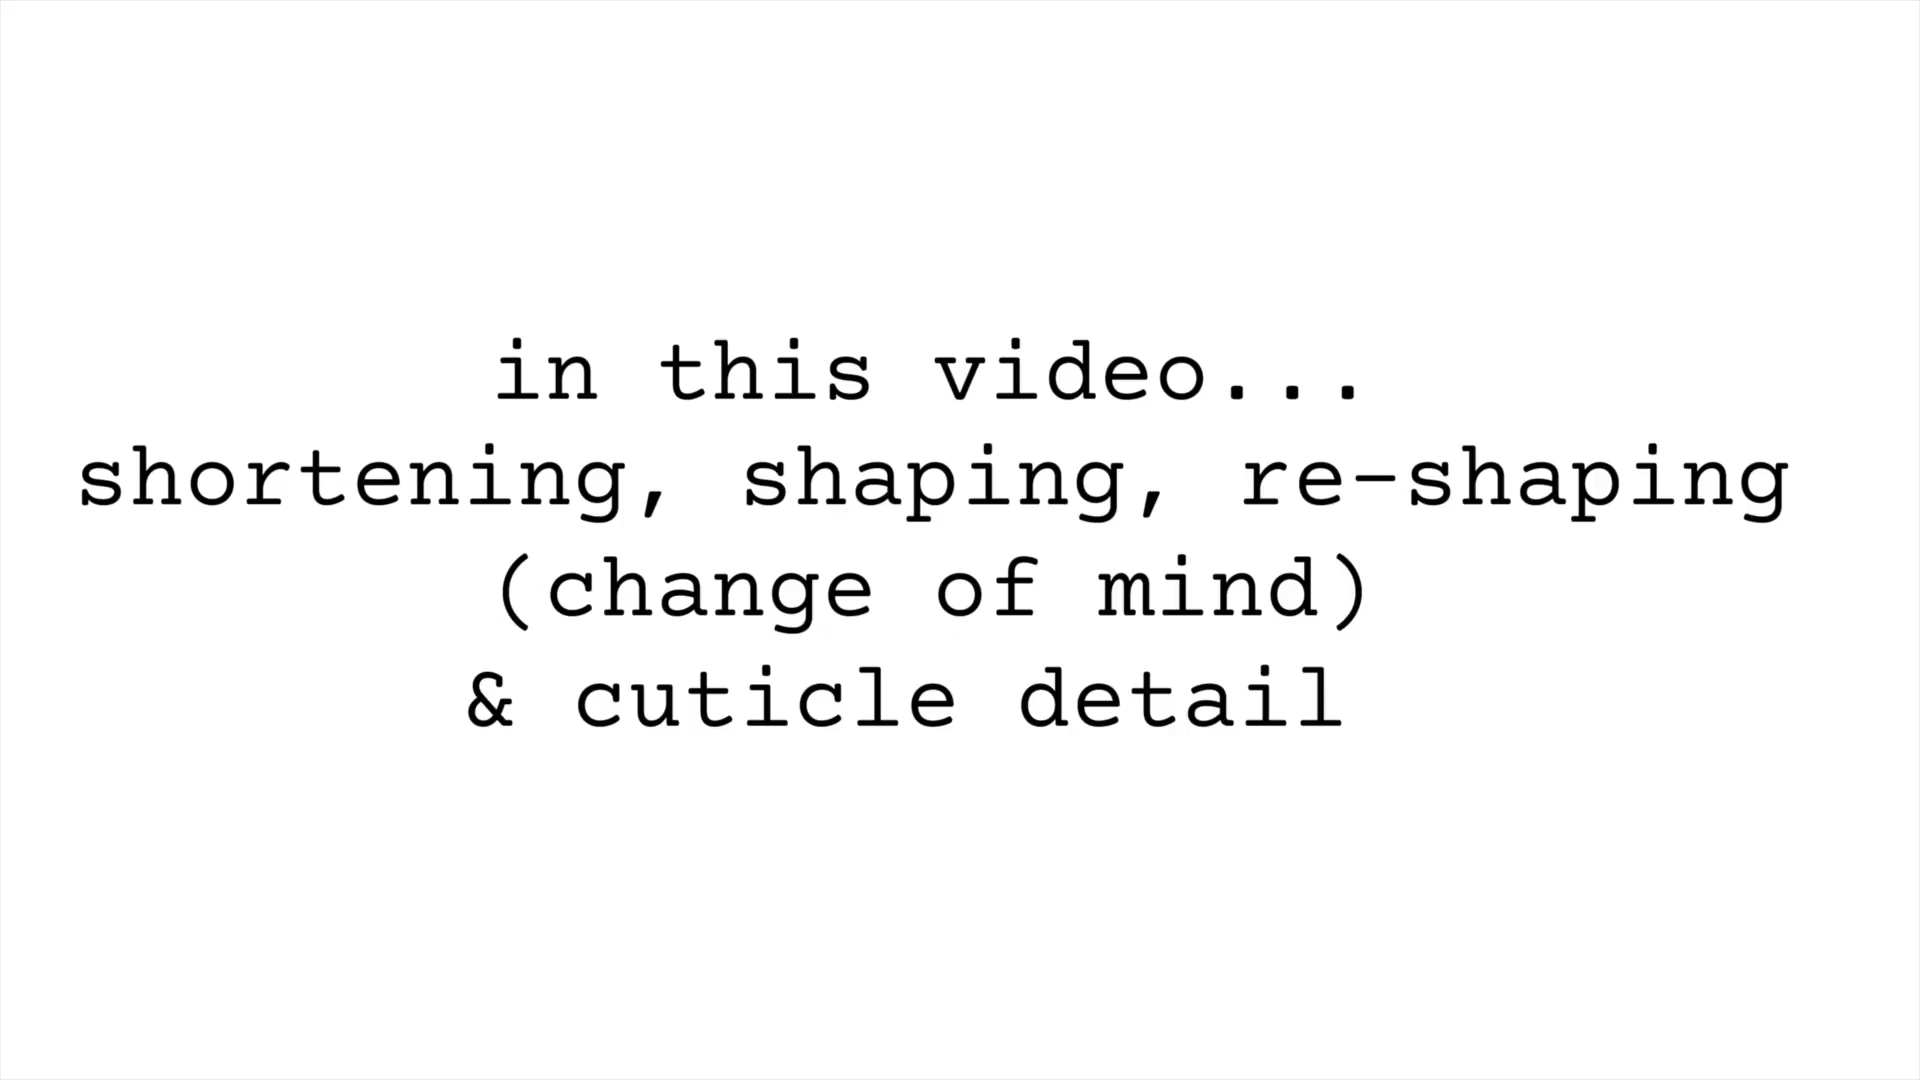 in this video...
shortening, shaping, re-shaping
(change of mind)
& cuticle detail